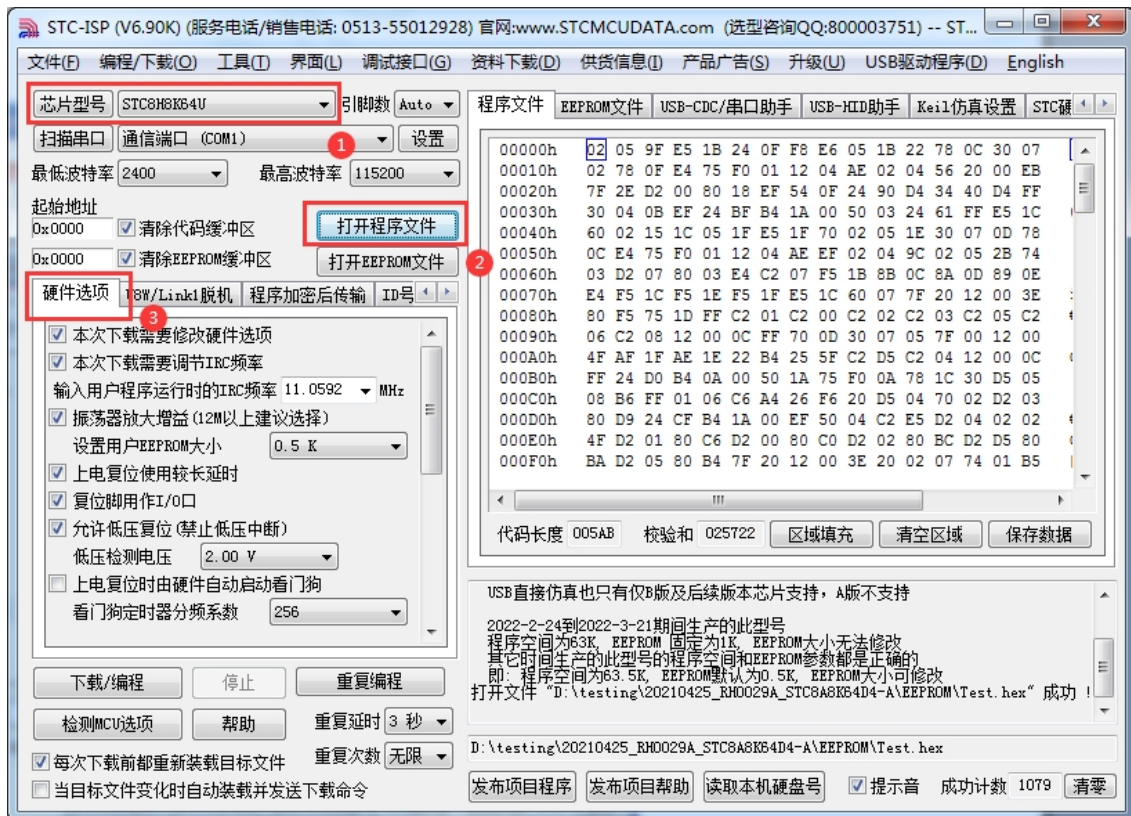 STC-ISP (V6.90K) (服务电话/销售电话: 0513-55012928) 官网:www.STCMCUDATA.com (选型咨询QQ:800003751) -- ST...
文件(F) 编程/下载(O) 工具(T) 界面(L) 调试接口(G) 资料下载(D) 供货信息(I) 产品广告(S) 升级(U) USB驱动程序(D) English
芯片型号 STC8H8K64U 引脚数 Auto
扫描串口 通信端口 (COM1) 设置
1
最低波特率 2400 最高波特率 115200
起始地址
0x0000 清除代码缓冲区 打开程序文件
0x0000 清除EEPROM缓冲区 打开EEPROM文件
2
硬件选项 U8W/Link1脱机 程序加密后传输 ID号
3
本次下载需要修改硬件选项
本次下载需要调节IRC频率
输入用户程序运行时的IRC频率 11.0592 MHz
振荡器放大增益(12M以上建议选择)
设置用户EEPROM大小 0.5 K
上电复位使用较长延时
复位脚用作I/O口
允许低压复位(禁止低压中断)
低压检测电压 2.00 V
上电复位时由硬件自动启动看门狗
看门狗定时器分频系数 256
下载/编程 停止 重复编程
检测MCU选项 帮助 重复延时 3 秒
每次下载前都重新装载目标文件 重复次数 无限
当目标文件变化时自动装载并发送下载命令
程序文件 EEPROM文件 USB-CDC/串口助手 USB-HID助手 Keil仿真设置 STC硬
00000h 02 05 9F E5 1B 24 0F F8 E6 05 1B 22 78 0C 30 07
00010h 02 78 0F E4 75 F0 01 12 04 AE 02 04 56 20 00 EB
00020h 7F 2E D2 00 80 18 EF 54 0F 24 90 D4 34 40 D4 FF
00030h 30 04 0B EF 24 BF B4 1A 00 50 03 24 61 FF E5 1C
00040h 60 02 15 1C 05 1F E5 1F 70 02 05 1E 30 07 0D 78
00050h 0C E4 75 F0 01 12 04 AE EF 02 04 9C 02 05 2B 74
00060h 03 D2 07 80 03 E4 C2 07 F5 1B 8B 0C 8A 0D 89 0E
00070h E4 F5 1C F5 1E F5 1F E5 1C 60 07 7F 20 12 00 3E
00080h 80 F5 75 1D FF C2 01 C2 00 C2 02 C2 03 C2 05 C2
00090h 06 C2 08 12 00 0C FF 70 0D 30 07 05 7F 00 12 00
000A0h 4F AF 1F AE 1E 22 B4 25 5F C2 D5 C2 04 12 00 0C
000B0h FF 24 D0 B4 0A 00 50 1A 75 F0 0A 78 1C 30 D5 05
000C0h 08 B6 FF 01 06 C6 A4 26 F6 20 D5 04 70 02 D2 03
000D0h 80 D9 24 CF B4 1A 00 EF 50 04 C2 E5 D2 04 02 02
000E0h 4F D2 01 80 C6 D2 00 80 C0 D2 02 80 BC D2 D5 80
000F0h BA D2 05 80 B4 7F 20 12 00 3E 20 02 07 74 01 B5
代码长度 005AB 校验和 025722 区域填充 清空区域 保存数据
USB直接仿真也只有仅B版及后续版本芯片支持，A版不支持
2022-2-24到2022-3-21期间生产的此型号
程序空间为63K, EEPROM 固定为1K, EEPROM大小无法修改
其它时间生产的此型号的程序空间和EEPROM参数都是正确的
即: 程序空间为63.5K, EEPROM默认为0.5K, EEPROM大小可修改
打开文件 "D:\testing\20210425_RH0029A_STC8A8K64D4-A\EEPROM\Test.hex" 成功 !
D:\testing\20210425_RH0029A_STC8A8K64D4-A\EEPROM\Test.hex
发布项目程序 发布项目帮助 读取本机硬盘号 提示音 成功计数 1079 清零